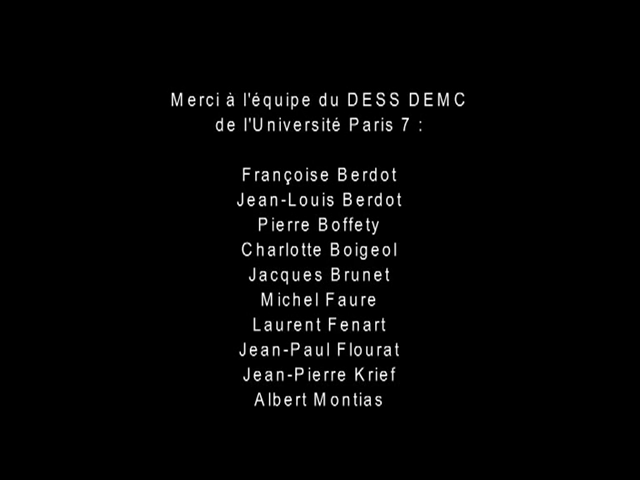 Merci à l'équipe du DESS DEMC
de l'Université Paris 7 :
Françoise Berdot
Jean-Louis Berdot
Pierre Boffety
Charlotte Boigeol
Jacques Brunet
Michel Faure
Laurent Fenart
Jean-Paul Flourat
Jean-Pierre Krief
Albert Montias